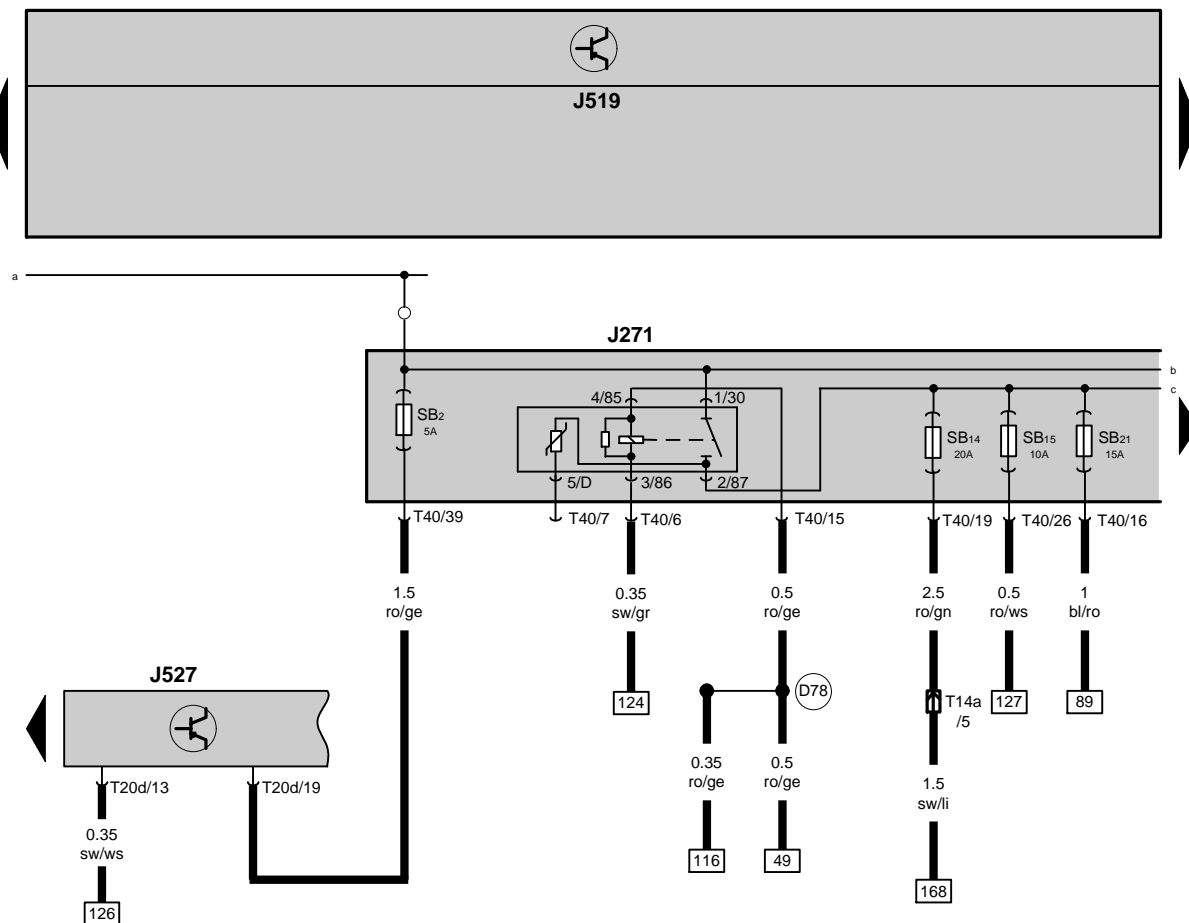 J519
a
J271
b
c
4/85
1/30
SB2
5A
SB14
20A
SB15
10A
SB21
15A
5/D
3/86
2/87
T40/39
T40/7
T40/6
T40/15
T40/19
T40/26
T40/16
1.5
ro/ge
0.35
sw/gr
0.5
ro/ge
2.5
ro/gn
0.5
ro/ws
1
bl/ro
J527
D78
124
T14a
/5
127
89
T20d/13
T20d/19
0.35
ro/ge
0.5
ro/ge
1.5
sw/li
0.35
sw/ws
116
49
168
126